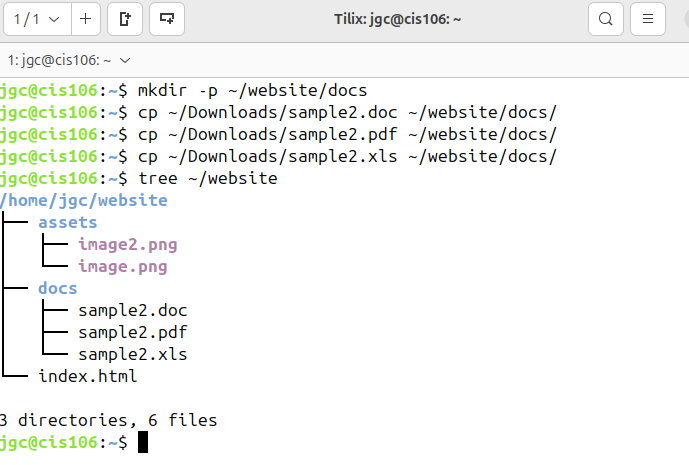 1 / 1
Tilix: jgc@cis106: ~
1: jgc@cis106: ~
jgc@cis106:~$ mkdir -p ~/website/docs
jgc@cis106:~$ cp ~/Downloads/sample2.doc ~/website/docs/
jgc@cis106:~$ cp ~/Downloads/sample2.pdf ~/website/docs/
jgc@cis106:~$ cp ~/Downloads/sample2.xls ~/website/docs/
jgc@cis106:~$ tree ~/website
/home/jgc/website
├── assets
│   ├── image2.png
│   └── image.png
├── docs
│   ├── sample2.doc
│   ├── sample2.pdf
│   └── sample2.xls
└── index.html
3 directories, 6 files
jgc@cis106:~$